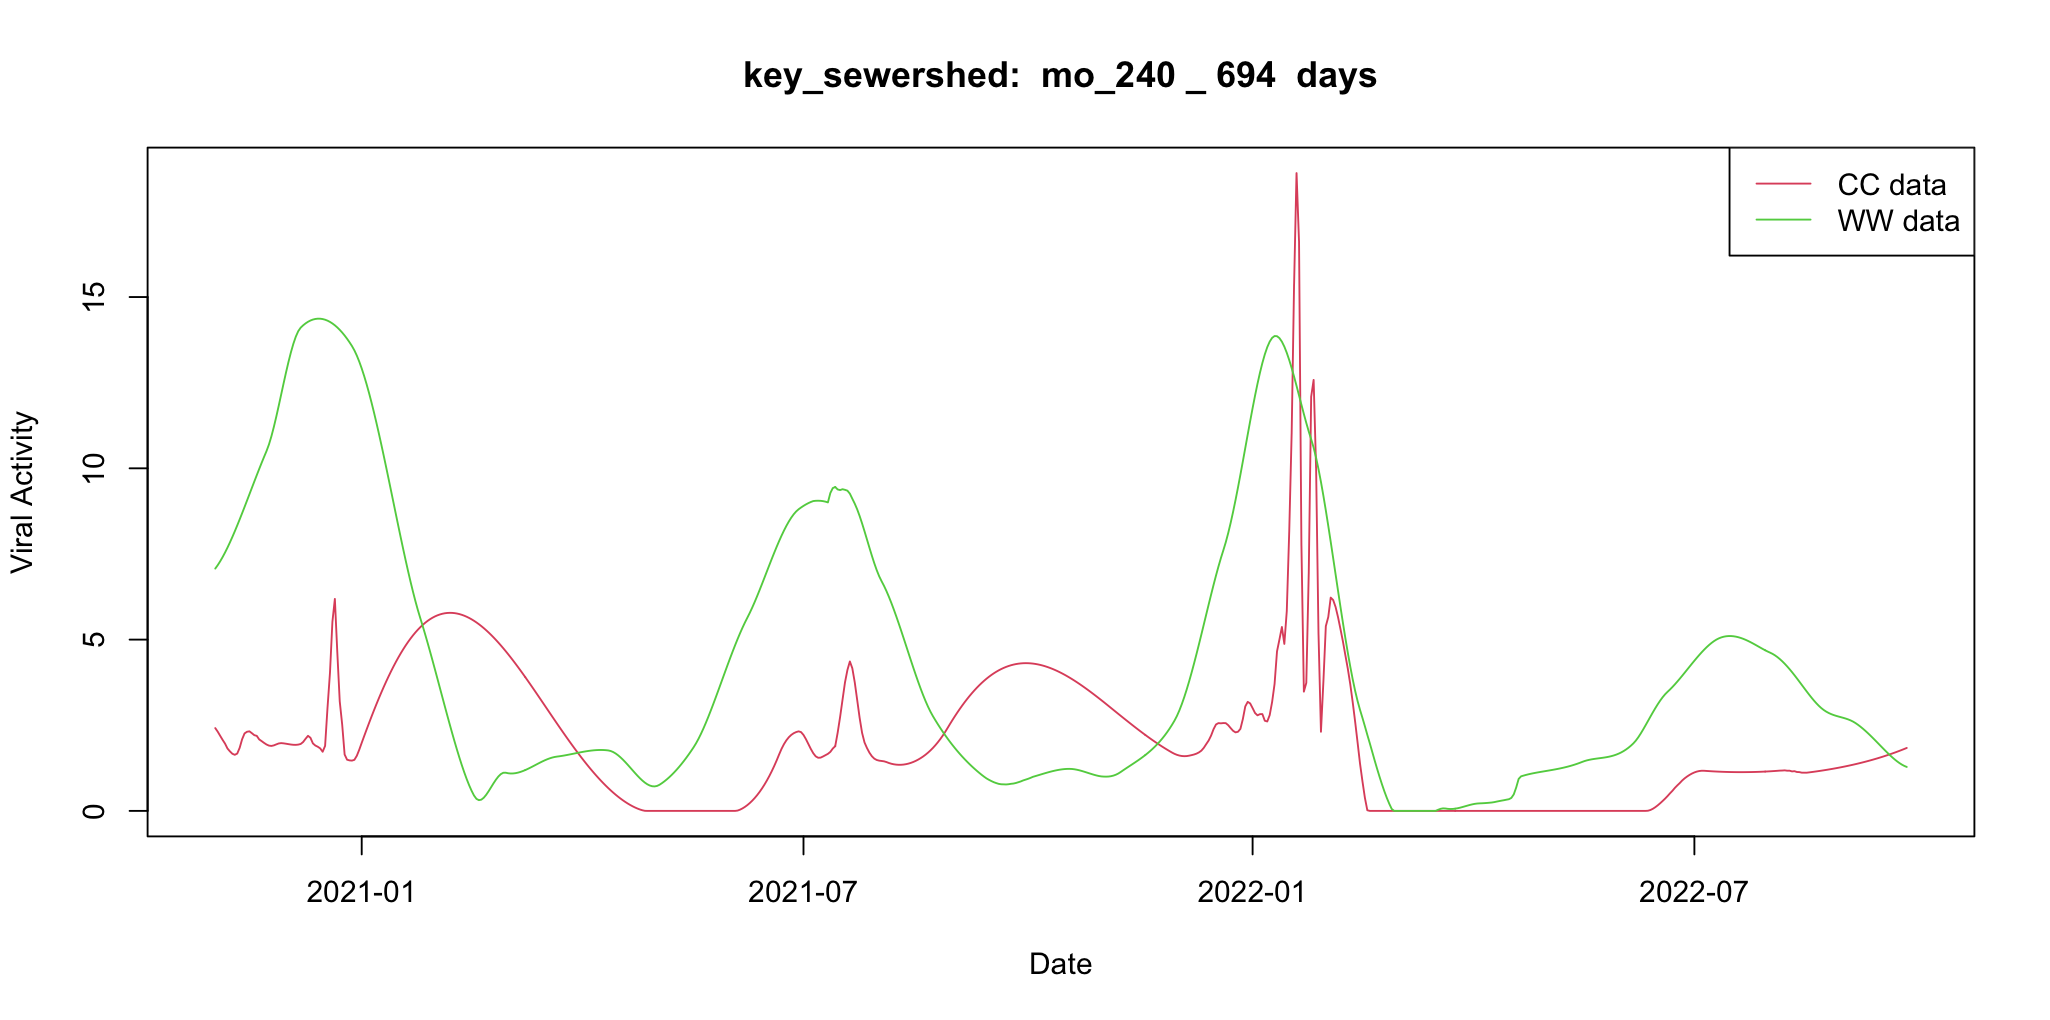 key_sewershed: mo_240 _ 694 days
CC data
WW data
Viral Activity
15
10
5
0
2021-01
2021-07
2022-01
2022-07
Date